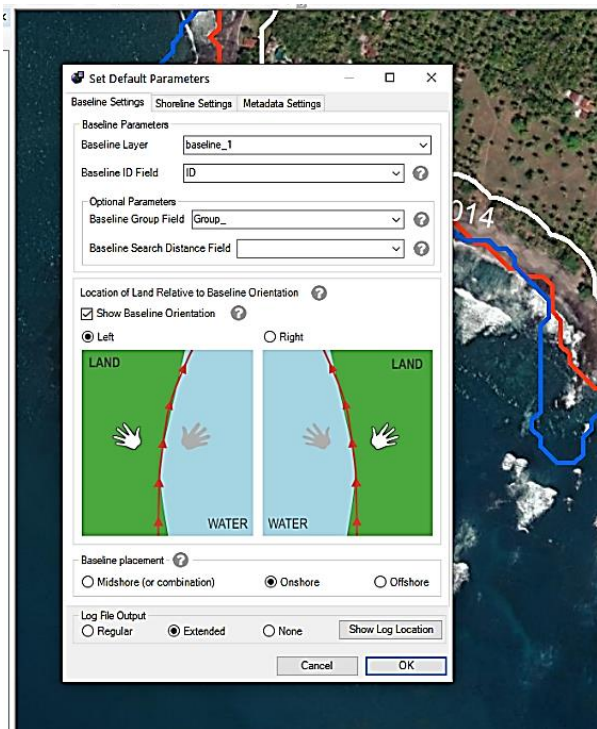 Set Default Parameters
Baseline Settings Shoreline Settings Metadata Settings
Baseline Parameters
Baseline Layer baseline_1
Baseline ID Field ID
Optional Parameters
Baseline Group Field Group_
Baseline Search Distance Field
Location of Land Relative to Baseline Orientation
Show Baseline Orientation
Left Right
LAND LAND
WATER WATER
Baseline placement
Midshore (or combination) Onshore Offshore
Log File Output
Regular Extended None Show Log Location
Cancel OK
014